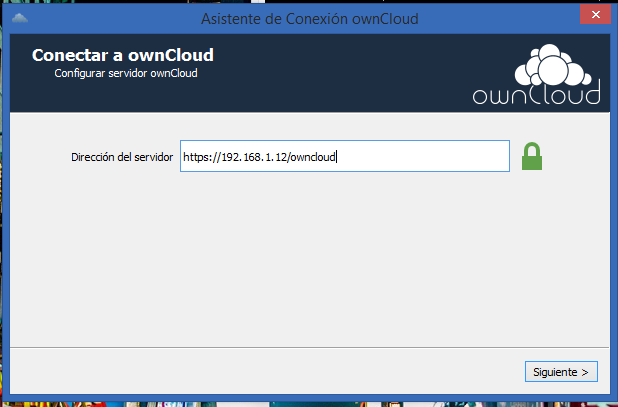 Asistente de Conexión ownCloud
Conectar a ownCloud
Configurar servidor ownCloud
ownCloud
Dirección del servidor https://192.168.1.12/owncloud
Siguiente >